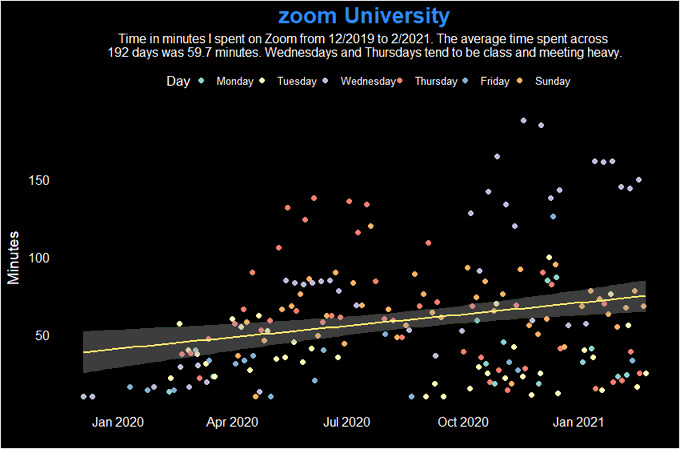 zoom University
Time in minutes I spent on Zoom from 12/2019 to 2/2021. The average time spent across
192 days was 59.7 minutes. Wednesdays and Thursdays tend to be class and meeting heavy.
Day Monday Tuesday Wednesday Thursday Friday Sunday
150
100
50
Minutes
Jan 2020 Apr 2020 Jul 2020 Oct 2020 Jan 2021